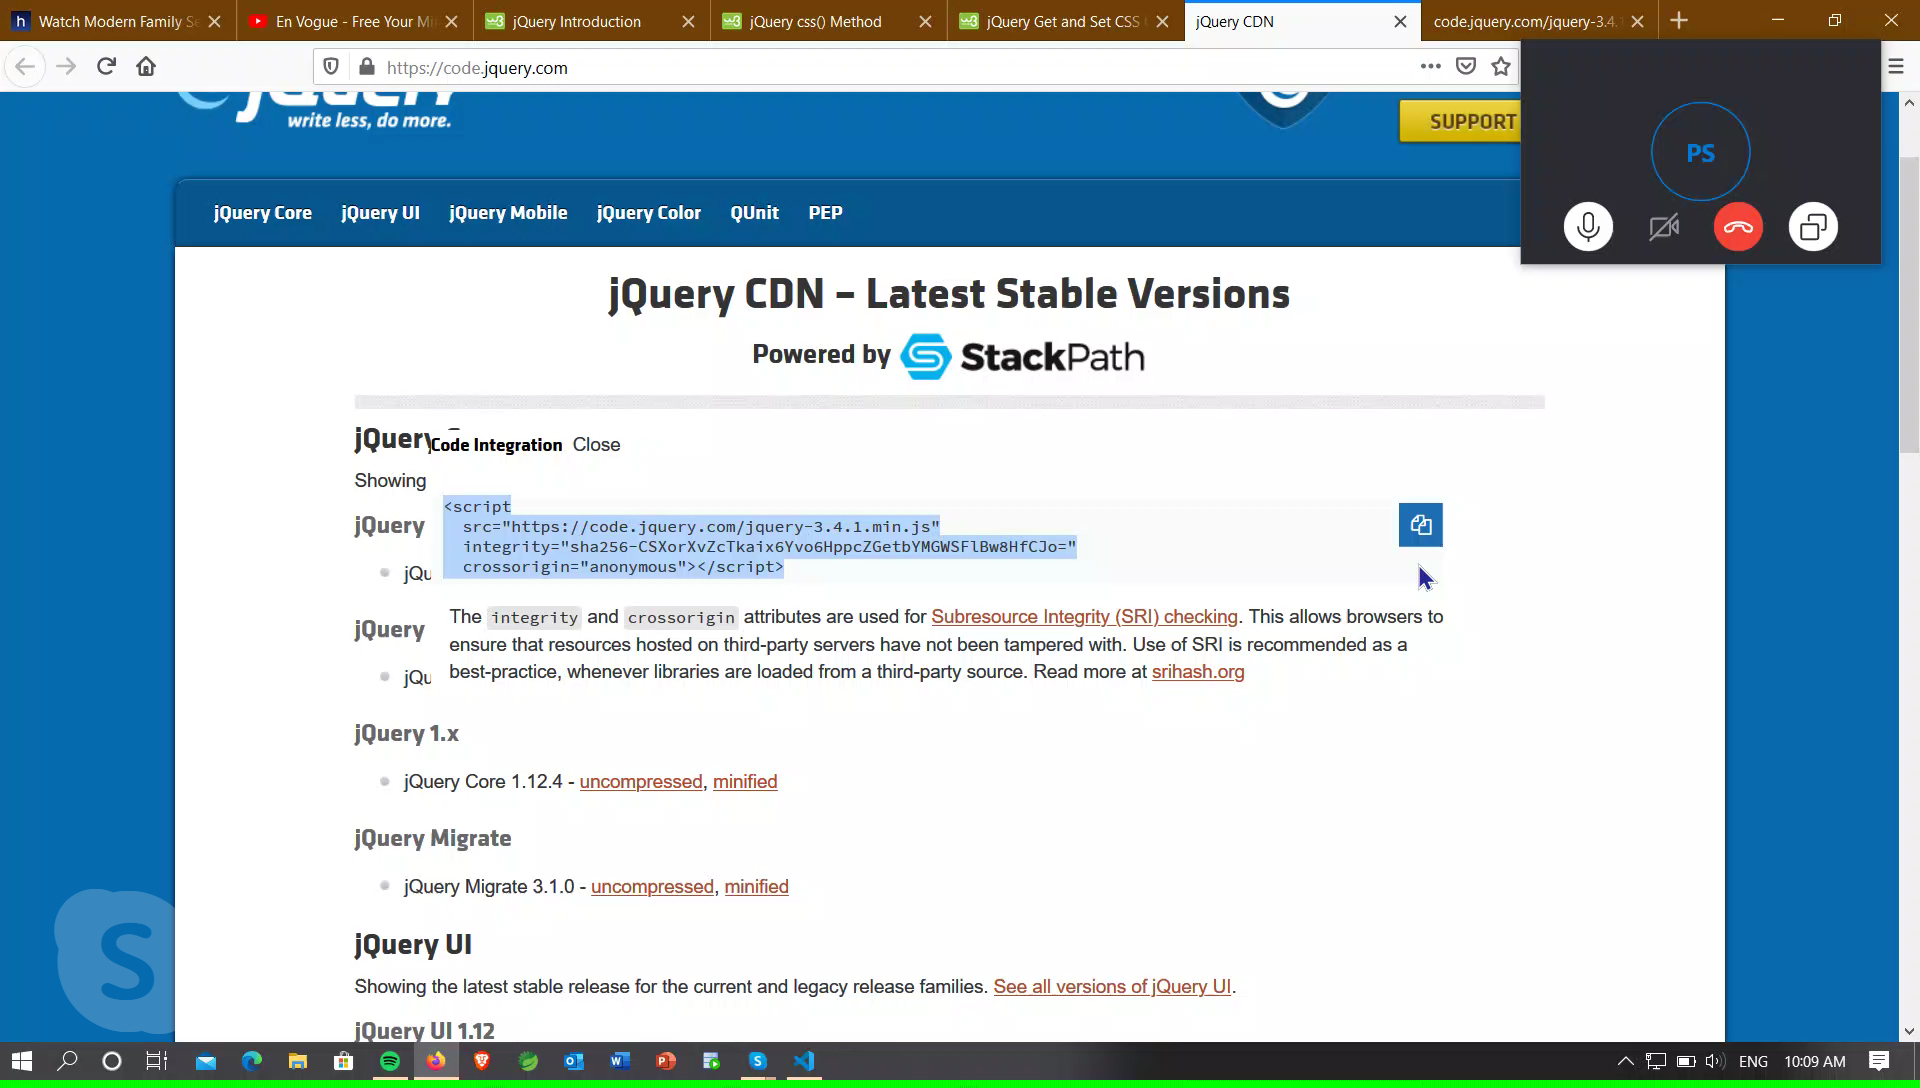 Watch Modern Family Se
En Vogue - Free Your Mi
jQuery Introduction
jQuery css() Method
jQuery Get and Set CSS
jQuery CDN
code.jquery.com/jquery-3.4.
https://code.jquery.com
write less, do more.
SUPPORT
PS
jQuery Core
jQuery UI
jQuery Mobile
jQuery Color
QUnit
PEP
jQuery CDN – Latest Stable Versions
Powered by StackPath
jQuery
Code Integration Close
Showing
<script
src="https://code.jquery.com/jquery-3.4.1.min.js"
integrity="sha256-CSXorXvZcTkaix6Yvo6HppcZGetbYMGWSFlBw8HfCJo="
crossorigin="anonymous"></script>
jQuery
jQu
The integrity and crossorigin attributes are used for Subresource Integrity (SRI) checking. This allows browsers to
ensure that resources hosted on third-party servers have not been tampered with. Use of SRI is recommended as a
best-practice, whenever libraries are loaded from a third-party source. Read more at srihash.org
jQuery
jQu
jQuery 1.x
jQuery Core 1.12.4 - uncompressed, minified
jQuery Migrate
jQuery Migrate 3.1.0 - uncompressed, minified
jQuery UI
Showing the latest stable release for the current and legacy release families. See all versions of jQuery UI.
jQuery UI 1.12
ENG
10:09 AM